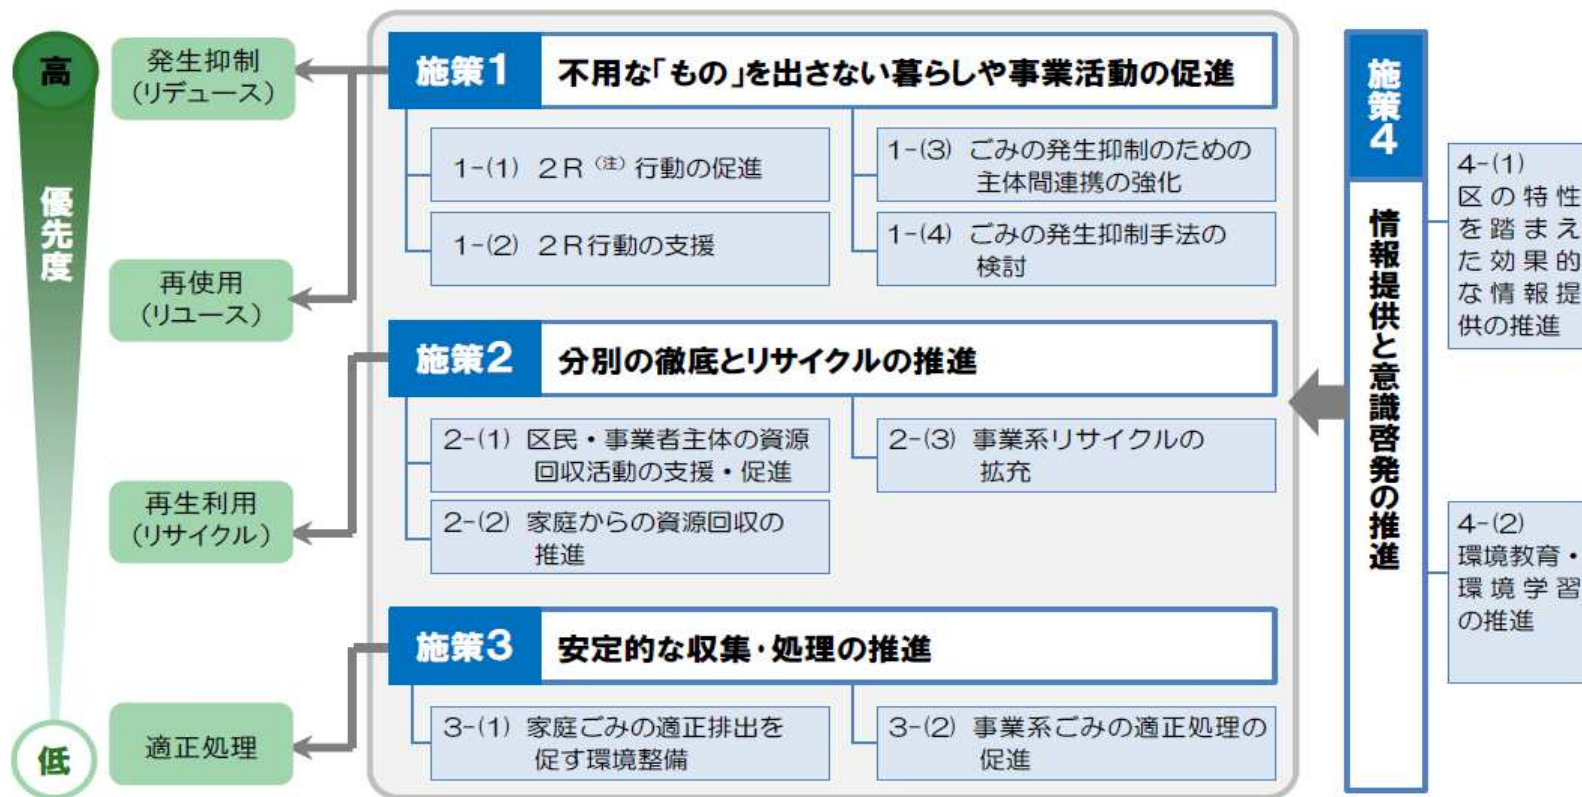 高
優先度
低
発生抑制
(リデュース)
再使用
(リユース)
再生利用
(リサイクル)
適正処理
施策1 不用な「もの」を出さない暮らしや事業活動の促進
1-(1) 2R(注)行動の促進
1-(2) 2R行動の支援
1-(3) ごみの発生抑制のための
主体間連携の強化
1-(4) ごみの発生抑制手法の
検討
施策2 分別の徹底とリサイクルの推進
2-(1) 区民・事業者主体の資源
回収活動の支援・促進
2-(2) 家庭からの資源回収の
推進
2-(3) 事業系リサイクルの
拡充
施策3 安定的な収集・処理の推進
3-(1) 家庭ごみの適正排出を
促す環境整備
3-(2) 事業系ごみの適正処理の
促進
施策4
情報提供と意識啓発の推進
4-(1)
区の特性
を踏まえ
た効果的
な情報提
供の推進
4-(2)
環境教育・
環境学習
の推進